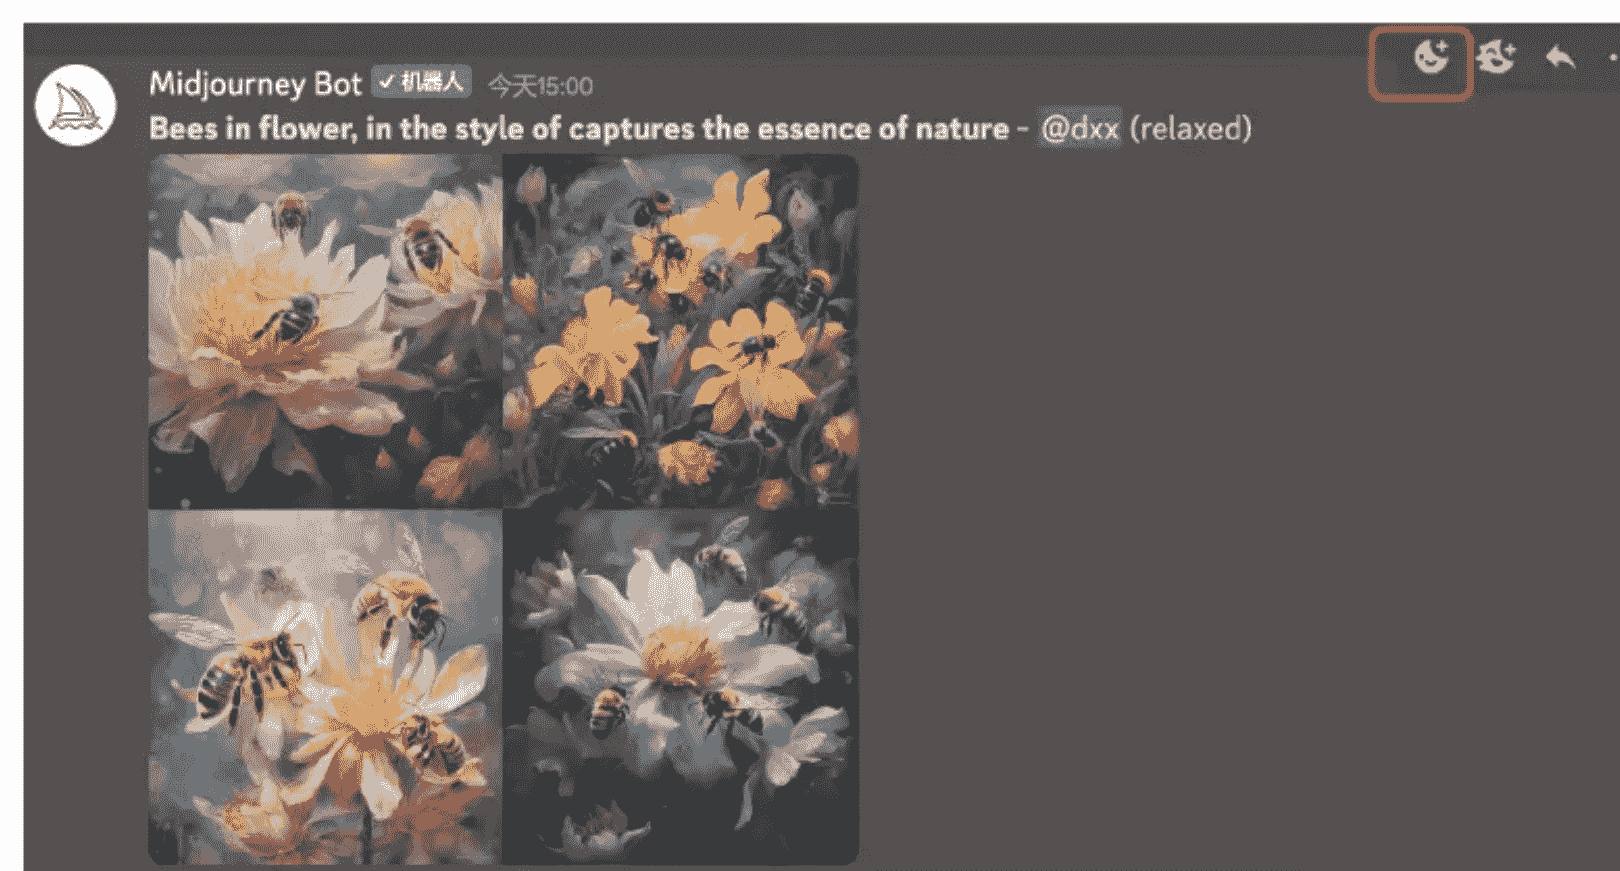 Midjourney Bot ✓ 机器人 今天15:00
Bees in flower, in the style of captures the essence of nature - @dxx (relaxed)